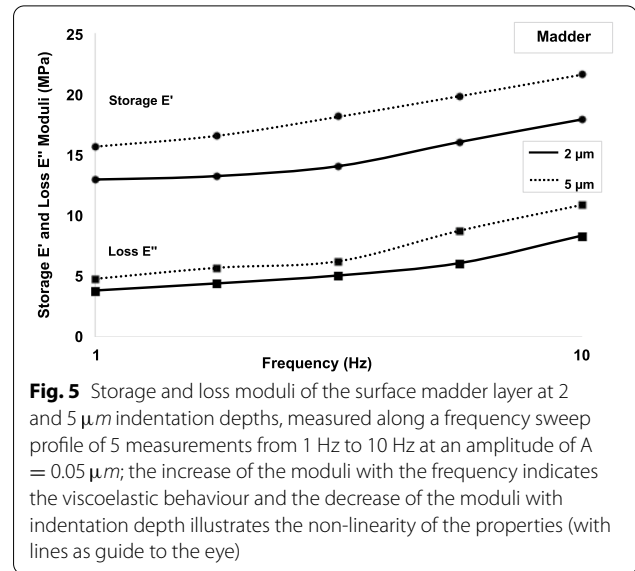 Madder
25
20
15
10
5
0
Storage E' and Loss E" Moduli (MPa)
Storage E'
2 µm
5 µm
Loss E"
1
10
Frequency (Hz)
Fig. 5 Storage and loss moduli of the surface madder layer at 2
and 5 µm indentation depths, measured along a frequency sweep
profile of 5 measurements from 1 Hz to 10 Hz at an amplitude of A
= 0.05 µm; the increase of the moduli with the frequency indicates
the viscoelastic behaviour and the decrease of the moduli with
indentation depth illustrates the non-linearity of the properties (with
lines as guide to the eye)